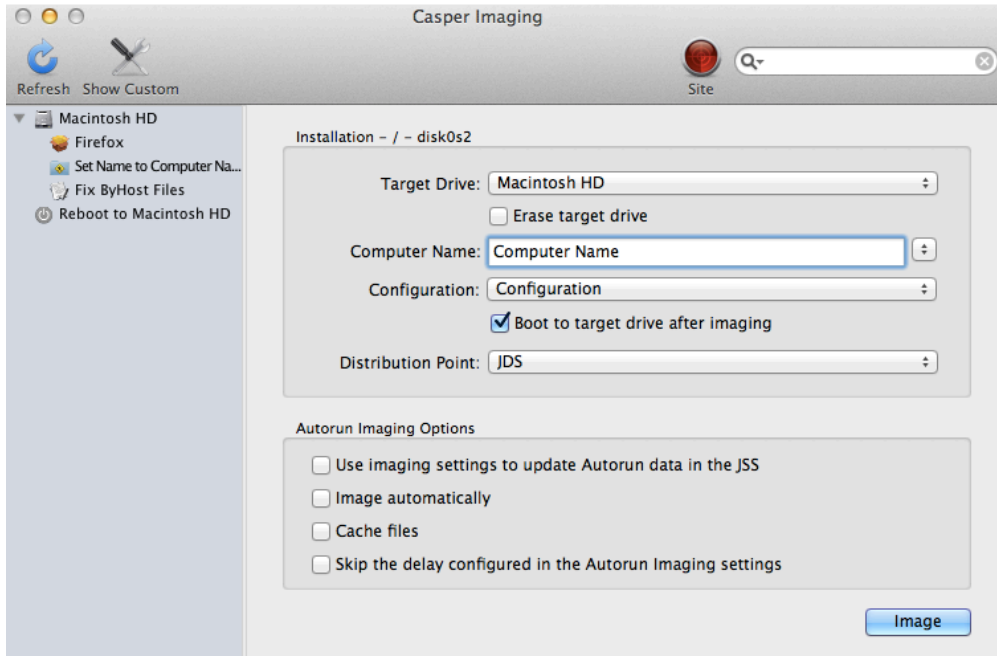 Casper Imaging
Refresh
Show Custom
Site
Macintosh HD
Firefox
Set Name to Computer Na...
Fix ByHost Files
Reboot to Macintosh HD
Installation - / - disk0s2
Target Drive: Macintosh HD
Erase target drive
Computer Name: Computer Name
Configuration: Configuration
Boot to target drive after imaging
Distribution Point: JDS
Autorun Imaging Options
Use imaging settings to update Autorun data in the JSS
Image automatically
Cache files
Skip the delay configured in the Autorun Imaging settings
Image